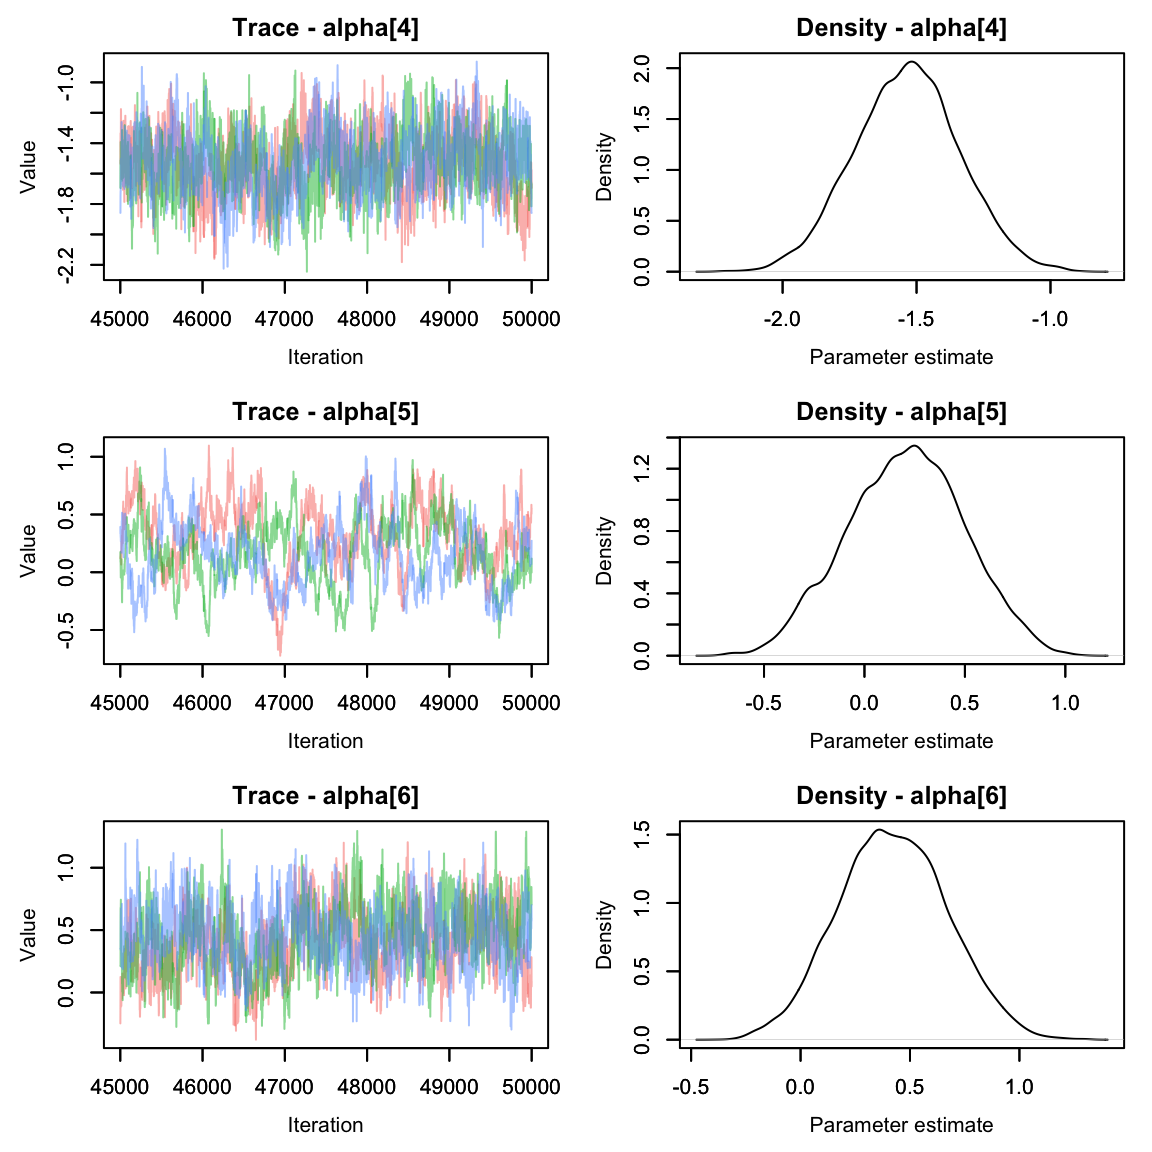 Trace - alpha[4]
Value
-2.2 -1.8 -1.4 -1.0
45000 46000 47000 48000 49000 50000
Iteration
Density - alpha[4]
Density
0.0 0.5 1.0 1.5 2.0
-2.0 -1.5 -1.0
Parameter estimate
Trace - alpha[5]
Value
-0.5 0.0 0.5 1.0
45000 46000 47000 48000 49000 50000
Iteration
Density - alpha[5]
Density
0.0 0.4 0.8 1.2
-0.5 0.0 0.5 1.0
Parameter estimate
Trace - alpha[6]
Value
0.0 0.5 1.0
45000 46000 47000 48000 49000 50000
Iteration
Density - alpha[6]
Density
0.0 0.5 1.0 1.5
-0.5 0.0 0.5 1.0
Parameter estimate